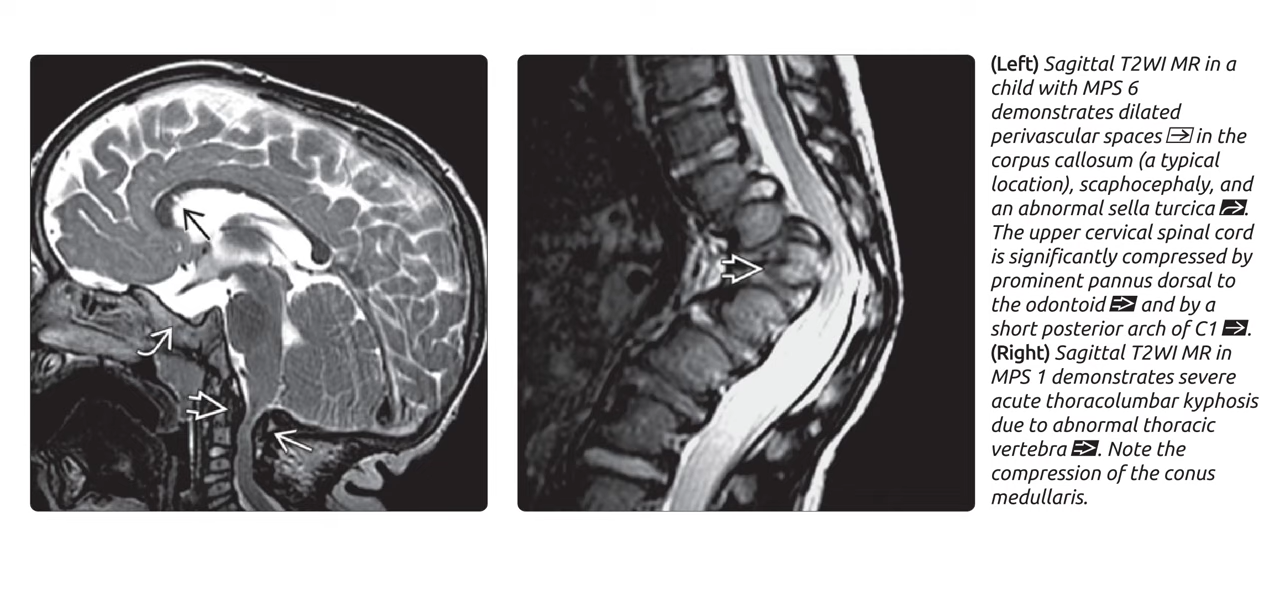 (Left) Sagittal T2WI MR in a
child with MPS 6
demonstrates dilated
perivascular spaces in the
corpus callosum (a typical
location), scaphocephaly, and
an abnormal sella turcica .
The upper cervical spinal cord
is significantly compressed by
prominent pannus dorsal to
the odontoid and by a
short posterior arch of C1 .
(Right) Sagittal T2WI MR in
MPS 1 demonstrates severe
acute thoracolumbar kyphosis
due to abnormal thoracic
vertebra . Note the
compression of the conus
medullaris.